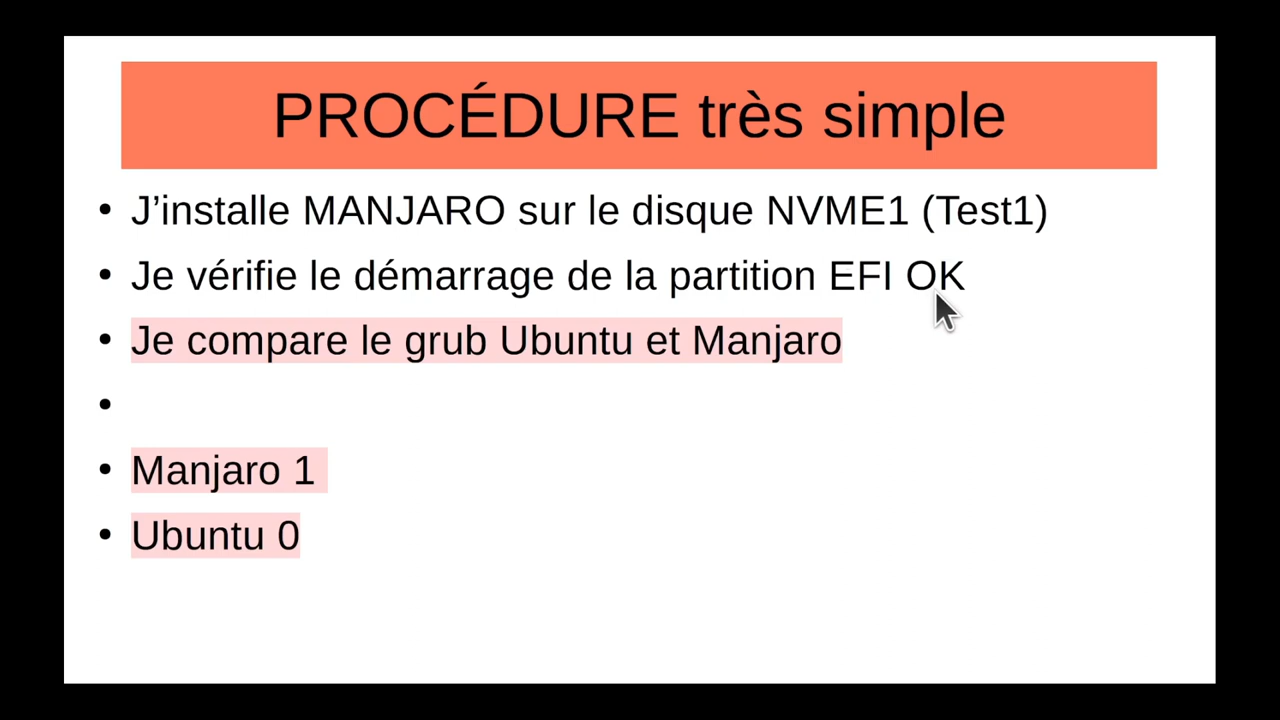 PROCÉDURE très simple
• J’installe MANJARO sur le disque NVME1 (Test1)
• Je vérifie le démarrage de la partition EFI OK
• Je compare le grub Ubuntu et Manjaro
•
• Manjaro 1
• Ubuntu 0